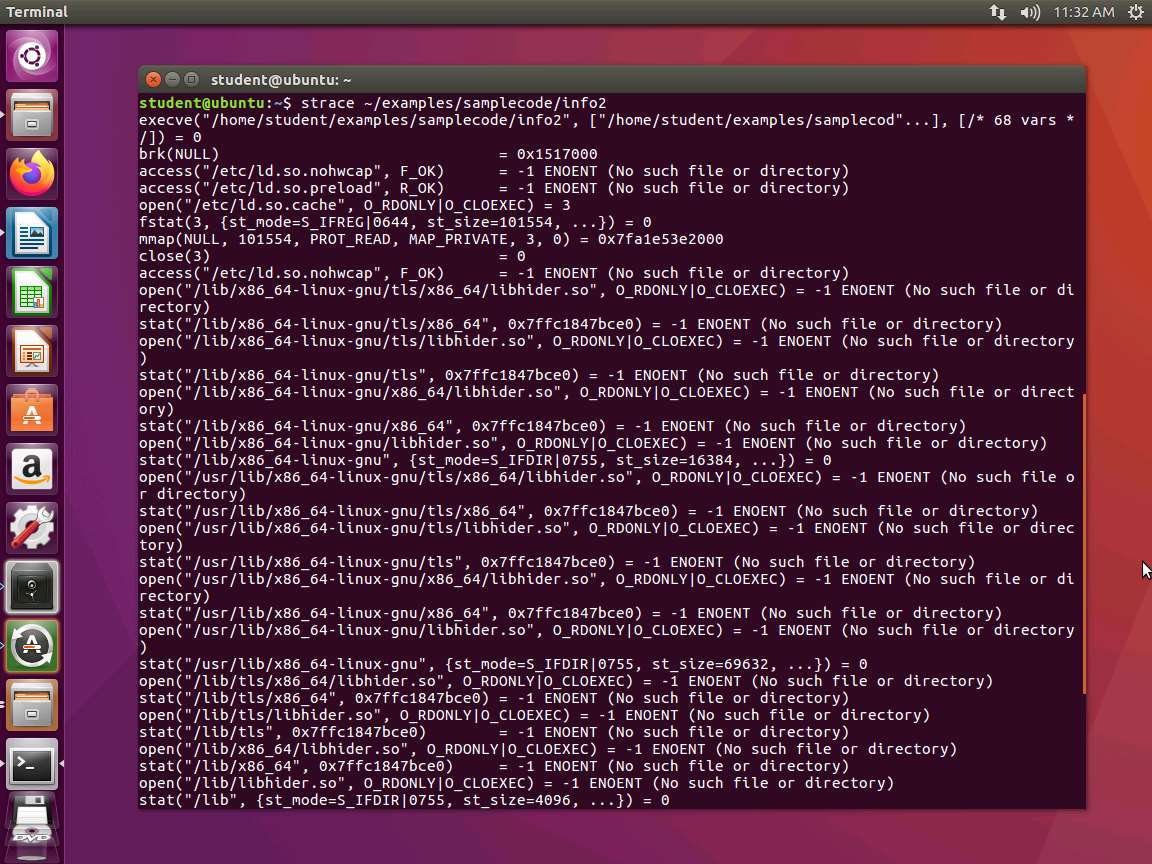 Terminal
11:32 AM
student@ubuntu: ~
student@ubuntu:~$ strace ~/examples/samplecode/info2
execve("/home/student/examples/samplecode/info2", ["/home/student/examples/samplecod"...], [/* 68 vars *
/]) = 0
brk(NULL)                               = 0x1517000
access("/etc/ld.so.nohwcap", F_OK)      = -1 ENOENT (No such file or directory)
access("/etc/ld.so.preload", R_OK)      = -1 ENOENT (No such file or directory)
open("/etc/ld.so.cache", O_RDONLY|O_CLOEXEC) = 3
fstat(3, {st_mode=S_IFREG|0644, st_size=101554, ...}) = 0
mmap(NULL, 101554, PROT_READ, MAP_PRIVATE, 3, 0) = 0x7fa1e53e2000
close(3)                                = 0
access("/etc/ld.so.nohwcap", F_OK)      = -1 ENOENT (No such file or directory)
open("/lib/x86_64-linux-gnu/tls/x86_64/libhider.so", O_RDONLY|O_CLOEXEC) = -1 ENOENT (No such file or di
rectory)
stat("/lib/x86_64-linux-gnu/tls/x86_64", 0x7ffc1847bce0) = -1 ENOENT (No such file or directory)
open("/lib/x86_64-linux-gnu/tls/libhider.so", O_RDONLY|O_CLOEXEC) = -1 ENOENT (No such file or directory
)
stat("/lib/x86_64-linux-gnu/tls", 0x7ffc1847bce0) = -1 ENOENT (No such file or directory)
open("/lib/x86_64-linux-gnu/x86_64/libhider.so", O_RDONLY|O_CLOEXEC) = -1 ENOENT (No such file or direct
ory)
stat("/lib/x86_64-linux-gnu/x86_64", 0x7ffc1847bce0) = -1 ENOENT (No such file or directory)
open("/lib/x86_64-linux-gnu/libhider.so", O_RDONLY|O_CLOEXEC) = -1 ENOENT (No such file or directory)
stat("/lib/x86_64-linux-gnu", {st_mode=S_IFDIR|0755, st_size=16384, ...}) = 0
open("/usr/lib/x86_64-linux-gnu/tls/x86_64/libhider.so", O_RDONLY|O_CLOEXEC) = -1 ENOENT (No such file o
r directory)
stat("/usr/lib/x86_64-linux-gnu/tls/x86_64", 0x7ffc1847bce0) = -1 ENOENT (No such file or directory)
open("/usr/lib/x86_64-linux-gnu/tls/libhider.so", O_RDONLY|O_CLOEXEC) = -1 ENOENT (No such file or direc
tory)
stat("/usr/lib/x86_64-linux-gnu/tls", 0x7ffc1847bce0) = -1 ENOENT (No such file or directory)
open("/usr/lib/x86_64-linux-gnu/x86_64/libhider.so", O_RDONLY|O_CLOEXEC) = -1 ENOENT (No such file or di
rectory)
stat("/usr/lib/x86_64-linux-gnu/x86_64", 0x7ffc1847bce0) = -1 ENOENT (No such file or directory)
open("/usr/lib/x86_64-linux-gnu/libhider.so", O_RDONLY|O_CLOEXEC) = -1 ENOENT (No such file or directory
)
stat("/usr/lib/x86_64-linux-gnu", {st_mode=S_IFDIR|0755, st_size=69632, ...}) = 0
open("/lib/tls/x86_64/libhider.so", O_RDONLY|O_CLOEXEC) = -1 ENOENT (No such file or directory)
stat("/lib/tls/x86_64", 0x7ffc1847bce0) = -1 ENOENT (No such file or directory)
open("/lib/tls/libhider.so", O_RDONLY|O_CLOEXEC) = -1 ENOENT (No such file or directory)
stat("/lib/tls", 0x7ffc1847bce0)        = -1 ENOENT (No such file or directory)
open("/lib/x86_64/libhider.so", O_RDONLY|O_CLOEXEC) = -1 ENOENT (No such file or directory)
stat("/lib/x86_64", 0x7ffc1847bce0)     = -1 ENOENT (No such file or directory)
open("/lib/libhider.so", O_RDONLY|O_CLOEXEC) = -1 ENOENT (No such file or directory)
stat("/lib", {st_mode=S_IFDIR|0755, st_size=4096, ...}) = 0
a
>_
DVD